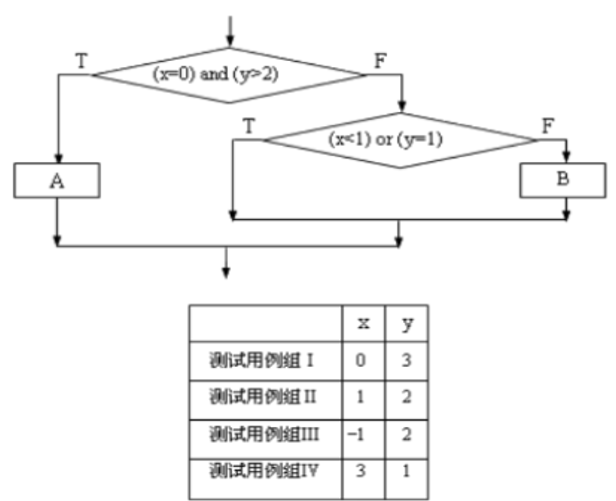 T
(x=0) and (y>2)
F
T
(x<1) or (y=1)
F
A
B
x y
测试用例组 I 0 3
测试用例组 II 1 2
测试用例组III -1 2
测试用例组IV 3 1